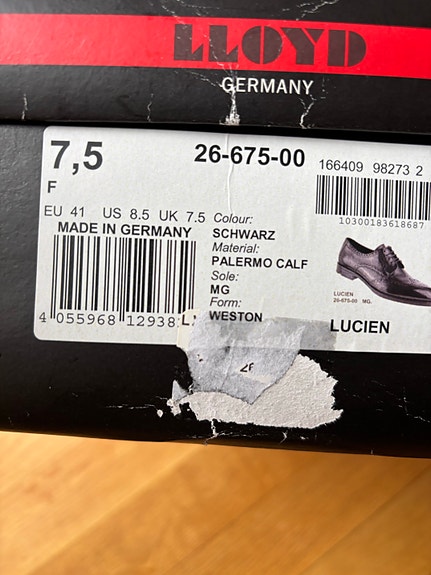 LLOYD
GERMANY
7,5
26-675-00
166409 98273 2
F
10300183618687
EU 41 US 8.5 UK 7.5
MADE IN GERMANY
Colour:
SCHWARZ
Material:
PALERMO CALF
Sole:
MG
Form:
WESTON
LUCIEN
26-675-00 MG.
LUCIEN
4 055968 12938